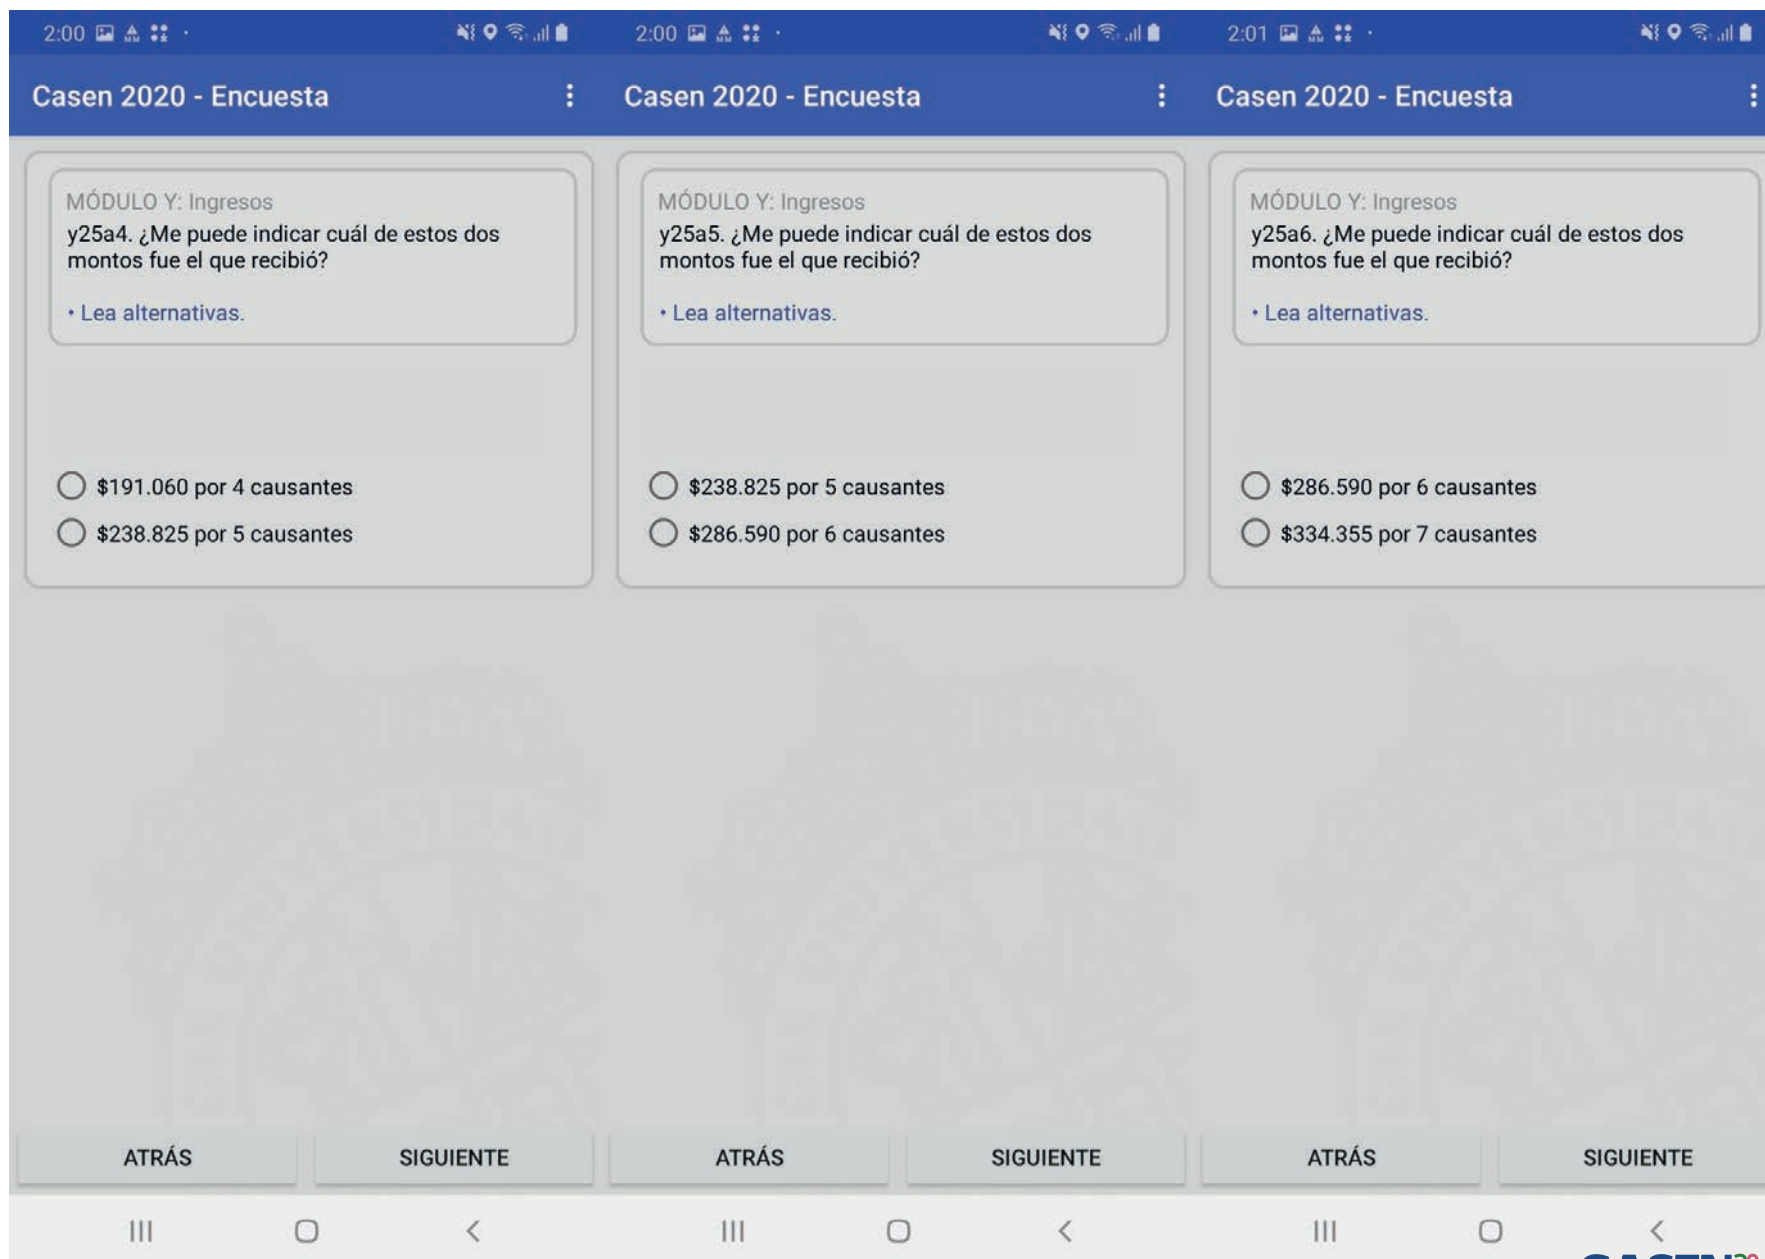 2:00
Casen 2020 - Encuesta
MÓDULO Y: Ingresos
y25a4. ¿Me puede indicar cuál de estos dos
montos fue el que recibió?
• Lea alternativas.
$191.060 por 4 causantes
$238.825 por 5 causantes
ATRÁS
SIGUIENTE
2:00
Casen 2020 - Encuesta
MÓDULO Y: Ingresos
y25a5. ¿Me puede indicar cuál de estos dos
montos fue el que recibió?
• Lea alternativas.
$238.825 por 5 causantes
$286.590 por 6 causantes
ATRÁS
SIGUIENTE
2:01
Casen 2020 - Encuesta
MÓDULO Y: Ingresos
y25a6. ¿Me puede indicar cuál de estos dos
montos fue el que recibió?
• Lea alternativas.
$286.590 por 6 causantes
$334.355 por 7 causantes
ATRÁS
SIGUIENTE